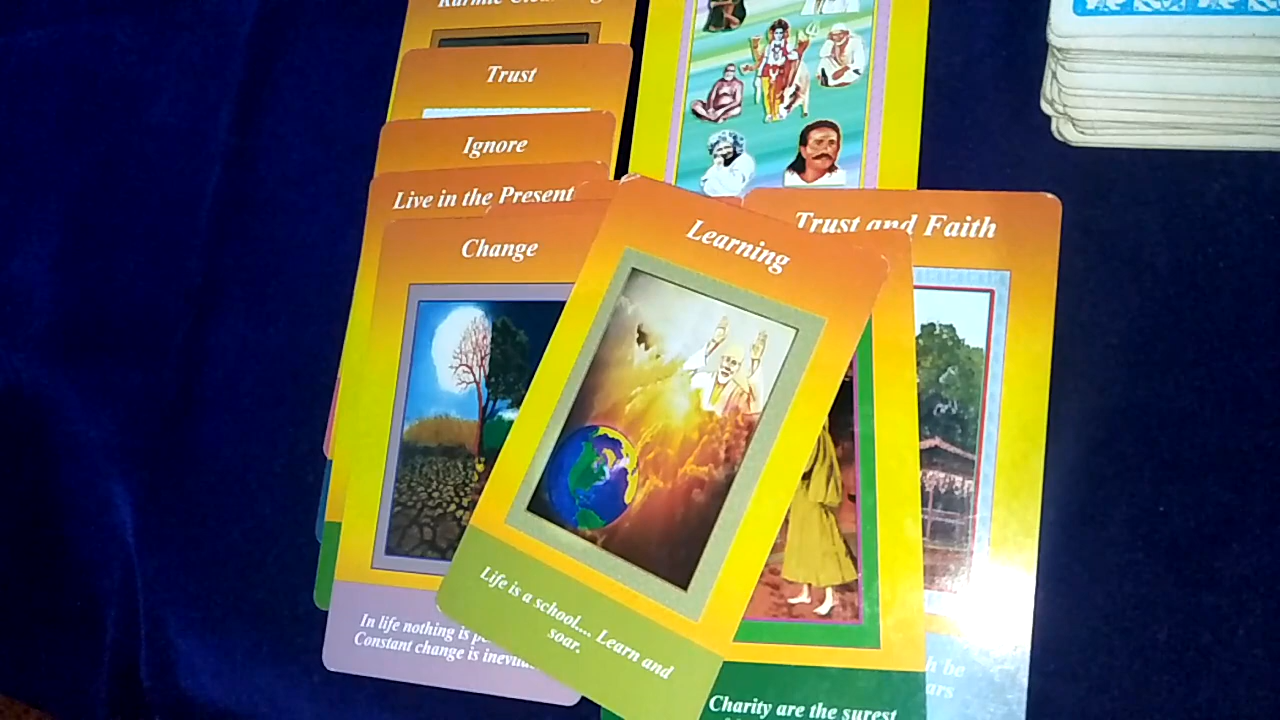 Trust
Ignore
Live in the Present
Change
In life nothing is
Constant change is
Learning
Life is a school.... Learn and
soar.
Trust and Faith
be
Charity are the surest